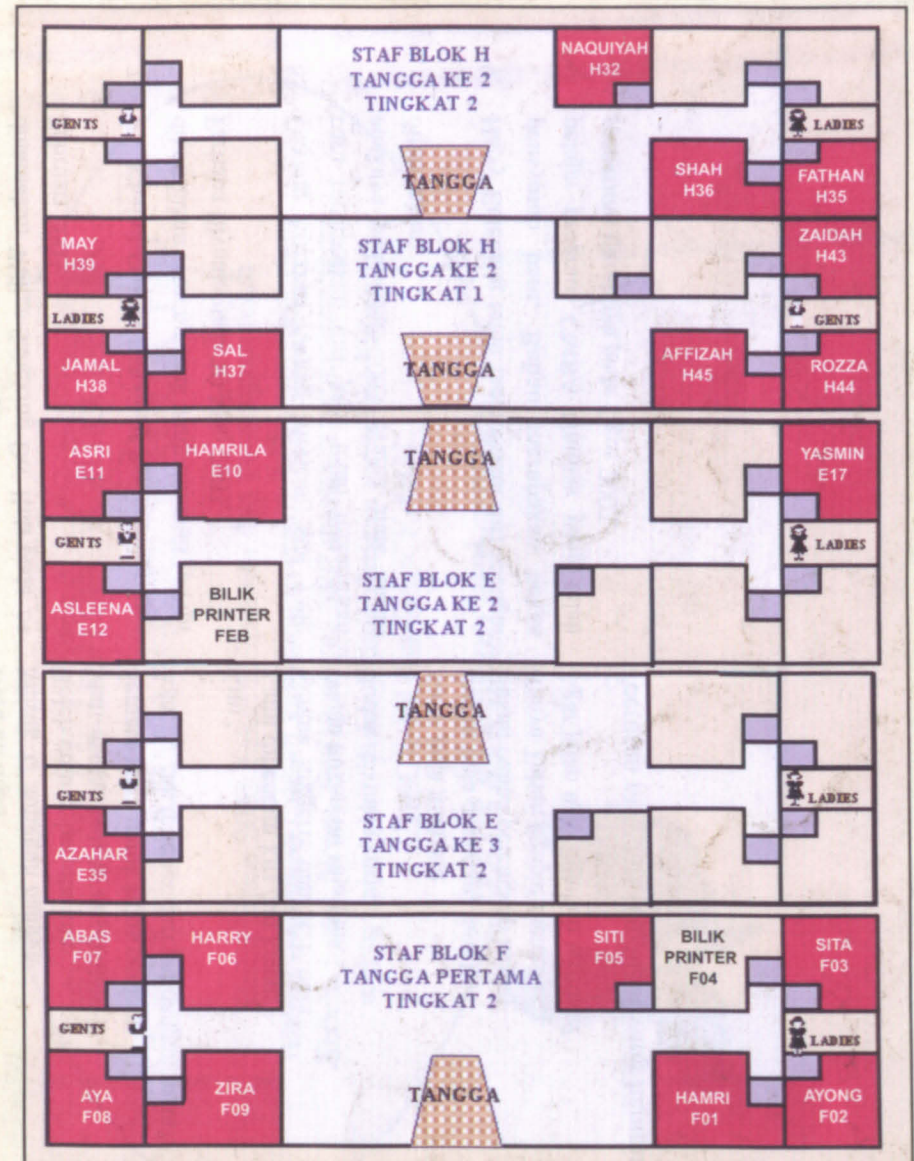 STAF BLOK H
TANGGA KE 2
TINGKAT 2
NAQUIYAH
H32
GENTS
LADIES
TANGGA
SHAH
H36
FATHAN
H35
MAY
H39
STAF BLOK H
TANGGA KE 2
TINGKAT 1
ZAIDAH
H43
LADIES
GENTS
JAMAL
H38
SAL
H37
TANGGA
AFFIZAH
H45
ROZZA
H44
ASRI
E11
HAMRILA
E10
TANGGA
YASMIN
E17
GENTS
LADIES
ASLEENA
E12
BILIK
PRINTER
FEB
STAF BLOK E
TANGGA KE 2
TINGKAT 2
TANGGA
GENTS
LADIES
AZAHAR
E35
STAF BLOK E
TANGGA KE 3
TINGKAT 2
ABAS
F07
HARRY
F06
STAF BLOK F
TANGGA PERTAMA
TINGKAT 2
SITI
F05
BILIK
PRINTER
F04
SITA
F03
GENTS
LADIES
AYA
F08
ZIRA
F09
TANGGA
HAMRI
F01
AYONG
F02